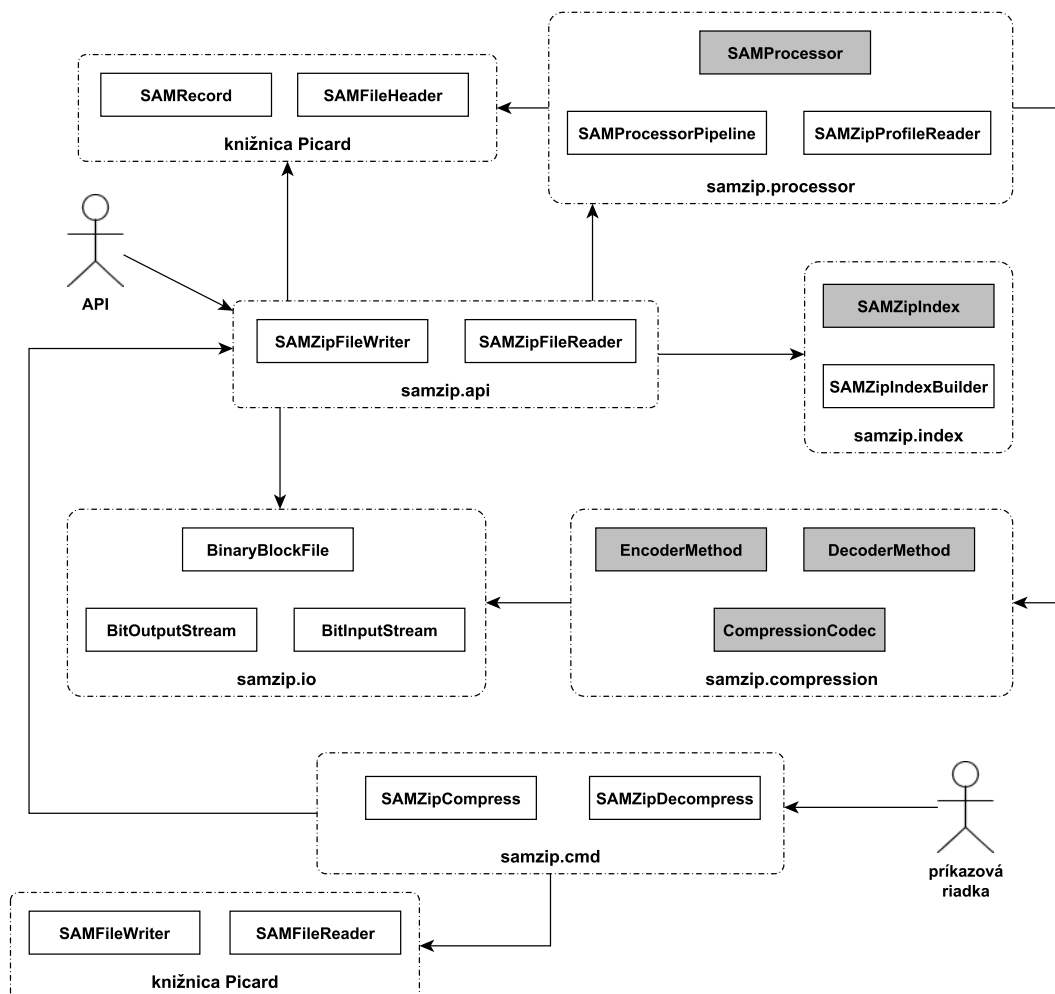 SAMProcessor
SAMRecord
SAMFileHeader
knižnica Picard
SAMProcessorPipeline
SAMZipProfileReader
samzip.processor
API
SAMZipFileWriter
SAMZipFileReader
samzip.api
SAMZipIndex
SAMZipIndexBuilder
samzip.index
BinaryBlockFile
BitOutputStream
BitInputStream
samzip.io
EncoderMethod
DecoderMethod
CompressionCodec
samzip.compression
SAMZipCompress
SAMZipDecompress
samzip.cmd
príkazová
riadka
SAMFileWriter
SAMFileReader
knižnica Picard